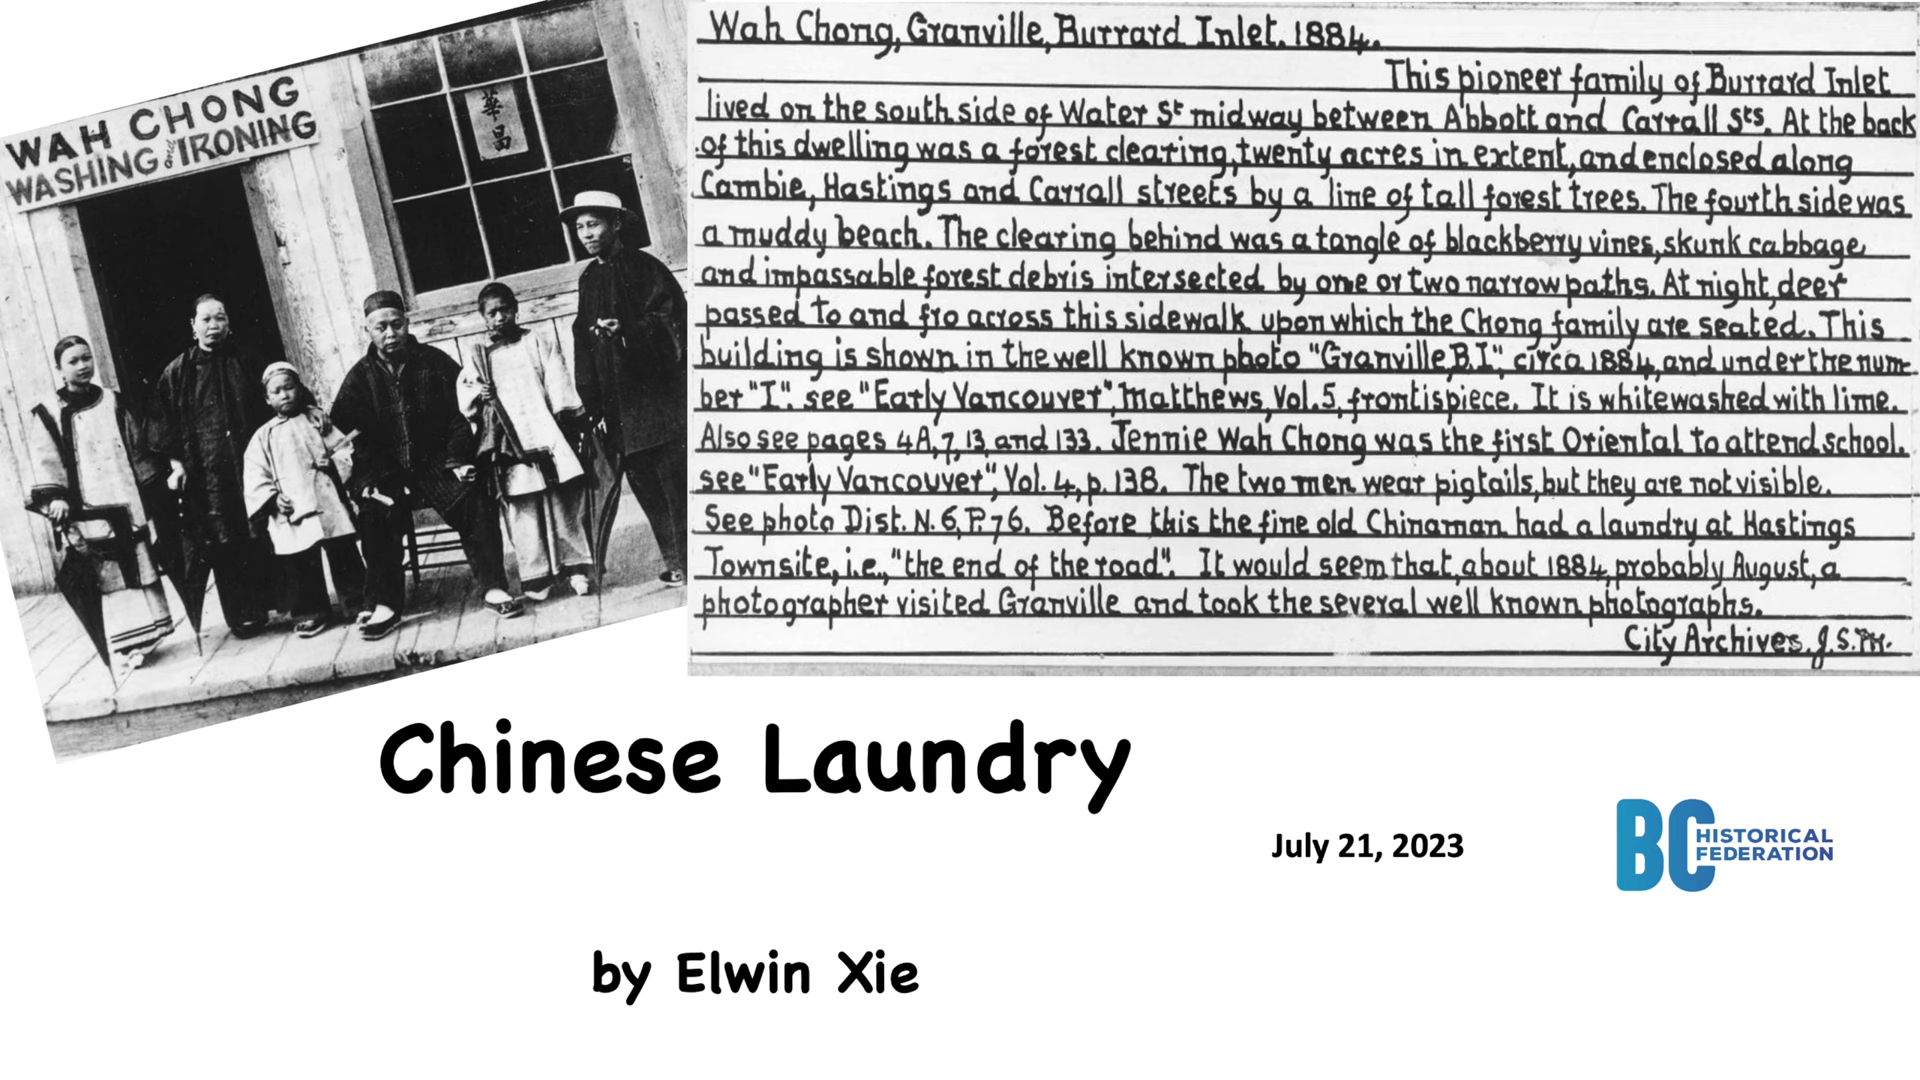 WAH CHONG
WASHING and IRONING
華
昌
Wah Chong, Granville, Burrard Inlet. 1884.
This pioneer family of Burrard Inlet
lived on the south side of Water St midway between Abbott and Carrall Sts. At the back
of this dwelling was a forest clearing, twenty acres in extent, and enclosed along
Cambie, Hastings and Carrall streets by a line of tall forest trees. The fourth side was
a muddy beach. The clearing behind was a tangle of blackberry vines, skunk cabbage
and impassable forest debris intersected by one or two narrow paths. At night, deer
passed to and fro across this sidewalk upon which the Chong family are seated. This
building is shown in the well known photo "Granville, B.I.", circa 1884, and under the num-
ber "I". see "Early Vancouver", Matthews, Vol. 5, frontispiece. It is whitewashed with lime.
Also see pages 4A, 7, 13, and 133. Jennie Wah Chong was the first Oriental to attend school.
see "Early Vancouver", Vol. 4, p. 138. The two men wear pigtails, but they are not visible.
See photo Dist. N. 6, P. 76. Before this the fine old Chinaman had a laundry at Hastings
Townsite, i.e., "the end of the road". It would seem that, about 1884, probably August, a
photographer visited Granville and took the several well known photographs.
City Archives. J.S.M.
Chinese Laundry
July 21, 2023
BC HISTORICAL
FEDERATION
by Elwin Xie